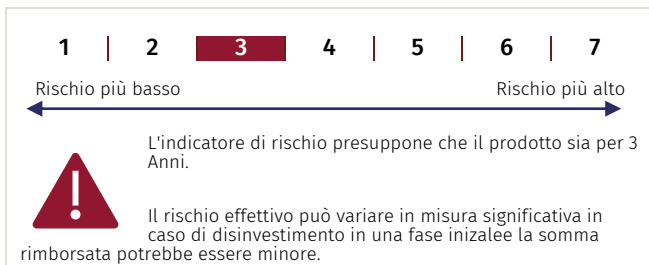 1 2 3 4 5 6 7
Rischio più basso Rischio più alto
L'indicatore di rischio presuppone che il prodotto sia per 3
Anni.
Il rischio effettivo può variare in misura significativa in
caso di disinvestimento in una fase inizalee la somma
rimborsata potrebbe essere minore.